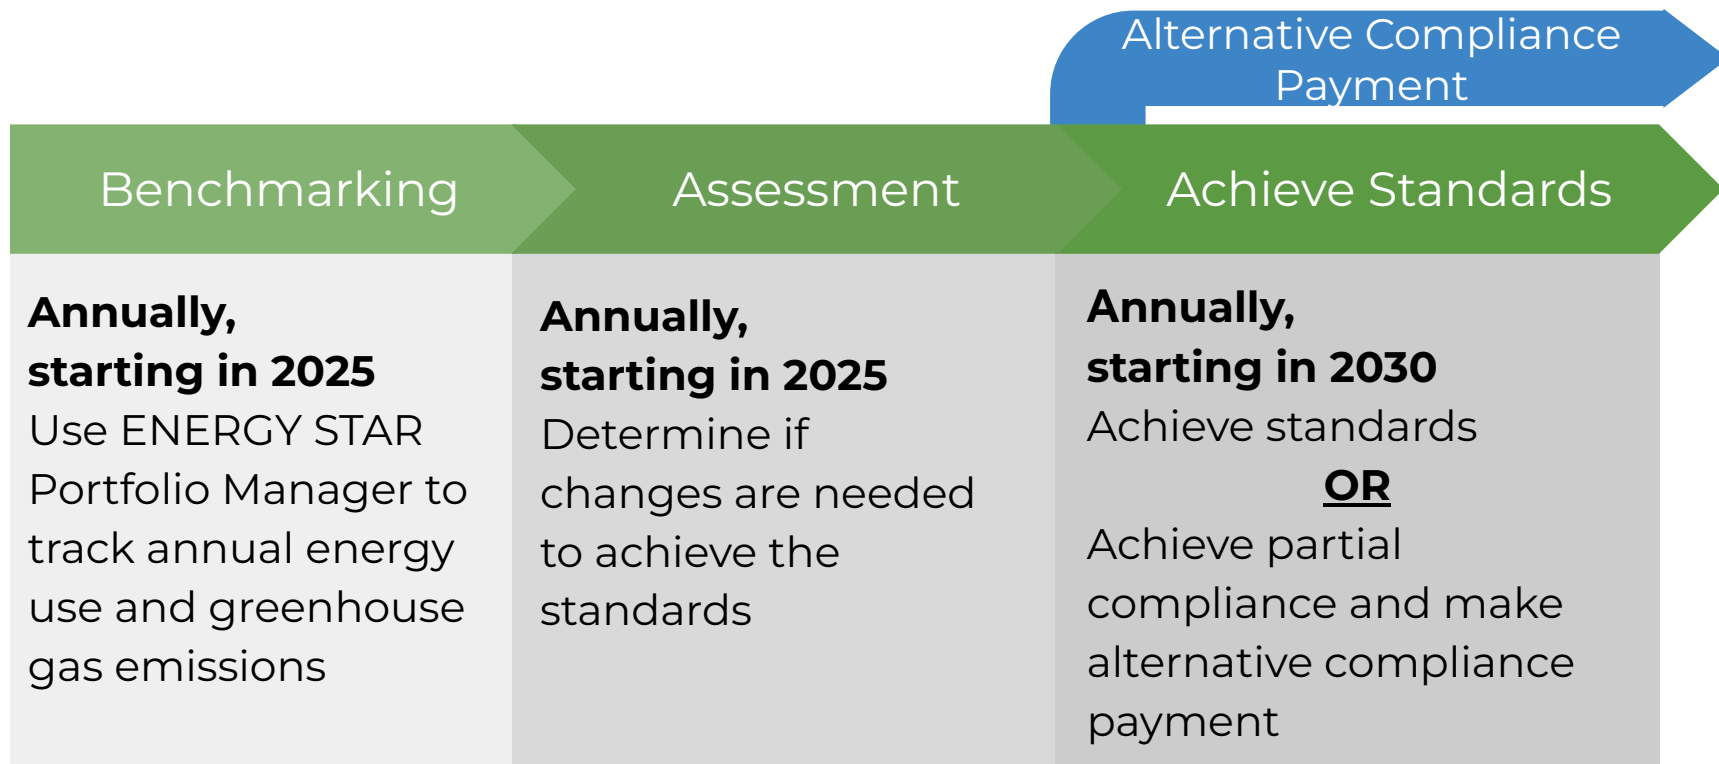 Alternative Compliance
Payment
Benchmarking
Assessment
Achieve Standards
Annually,
starting in 2025
Use ENERGY STAR
Portfolio Manager to
track annual energy
use and greenhouse
gas emissions
Annually,
starting in 2025
Determine if
changes are needed
to achieve the
standards
Annually,
starting in 2030
Achieve standards
OR
Achieve partial
compliance and make
alternative compliance
payment